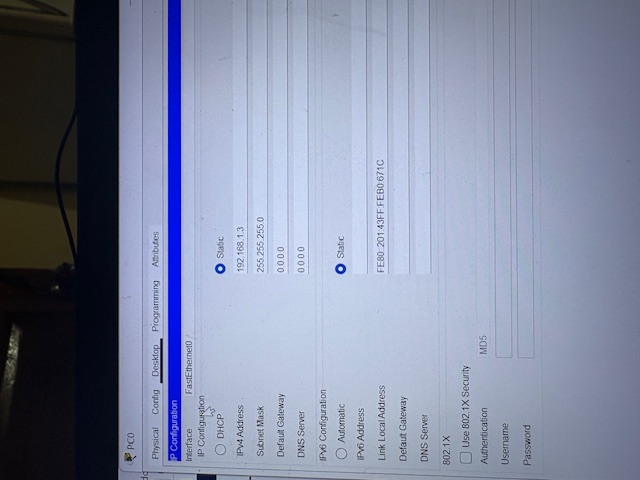 PC0
Physical Config Desktop Programming Attributes
IP Configuration
Interface FastEthernet0
IP Configuration
DHCP Static
IPv4 Address 192.168.1.3
Subnet Mask 255.255.255.0
Default Gateway 0.0.0.0
DNS Server 0.0.0.0
IPv6 Configuration
Automatic Static
IPv6 Address
Link Local Address FE80::201:43FF:FEB0:671C
Default Gateway
DNS Server
802.1X
Use 802.1X Security
Authentication MD5
Username
Password